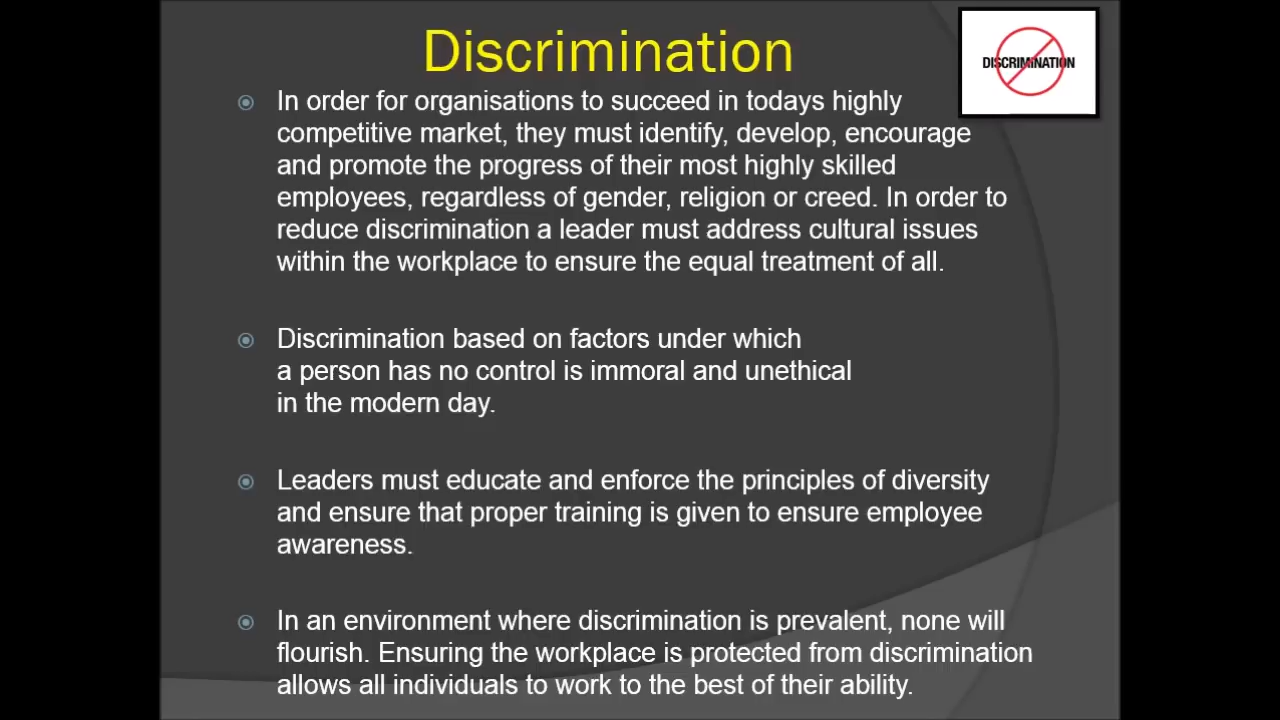 Discrimination
DISCRIMINATION
In order for organisations to succeed in todays highly
competitive market, they must identify, develop, encourage
and promote the progress of their most highly skilled
employees, regardless of gender, religion or creed. In order to
reduce discrimination a leader must address cultural issues
within the workplace to ensure the equal treatment of all.
Discrimination based on factors under which
a person has no control is immoral and unethical
in the modern day.
Leaders must educate and enforce the principles of diversity
and ensure that proper training is given to ensure employee
awareness.
In an environment where discrimination is prevalent, none will
flourish. Ensuring the workplace is protected from discrimination
allows all individuals to work to the best of their ability.